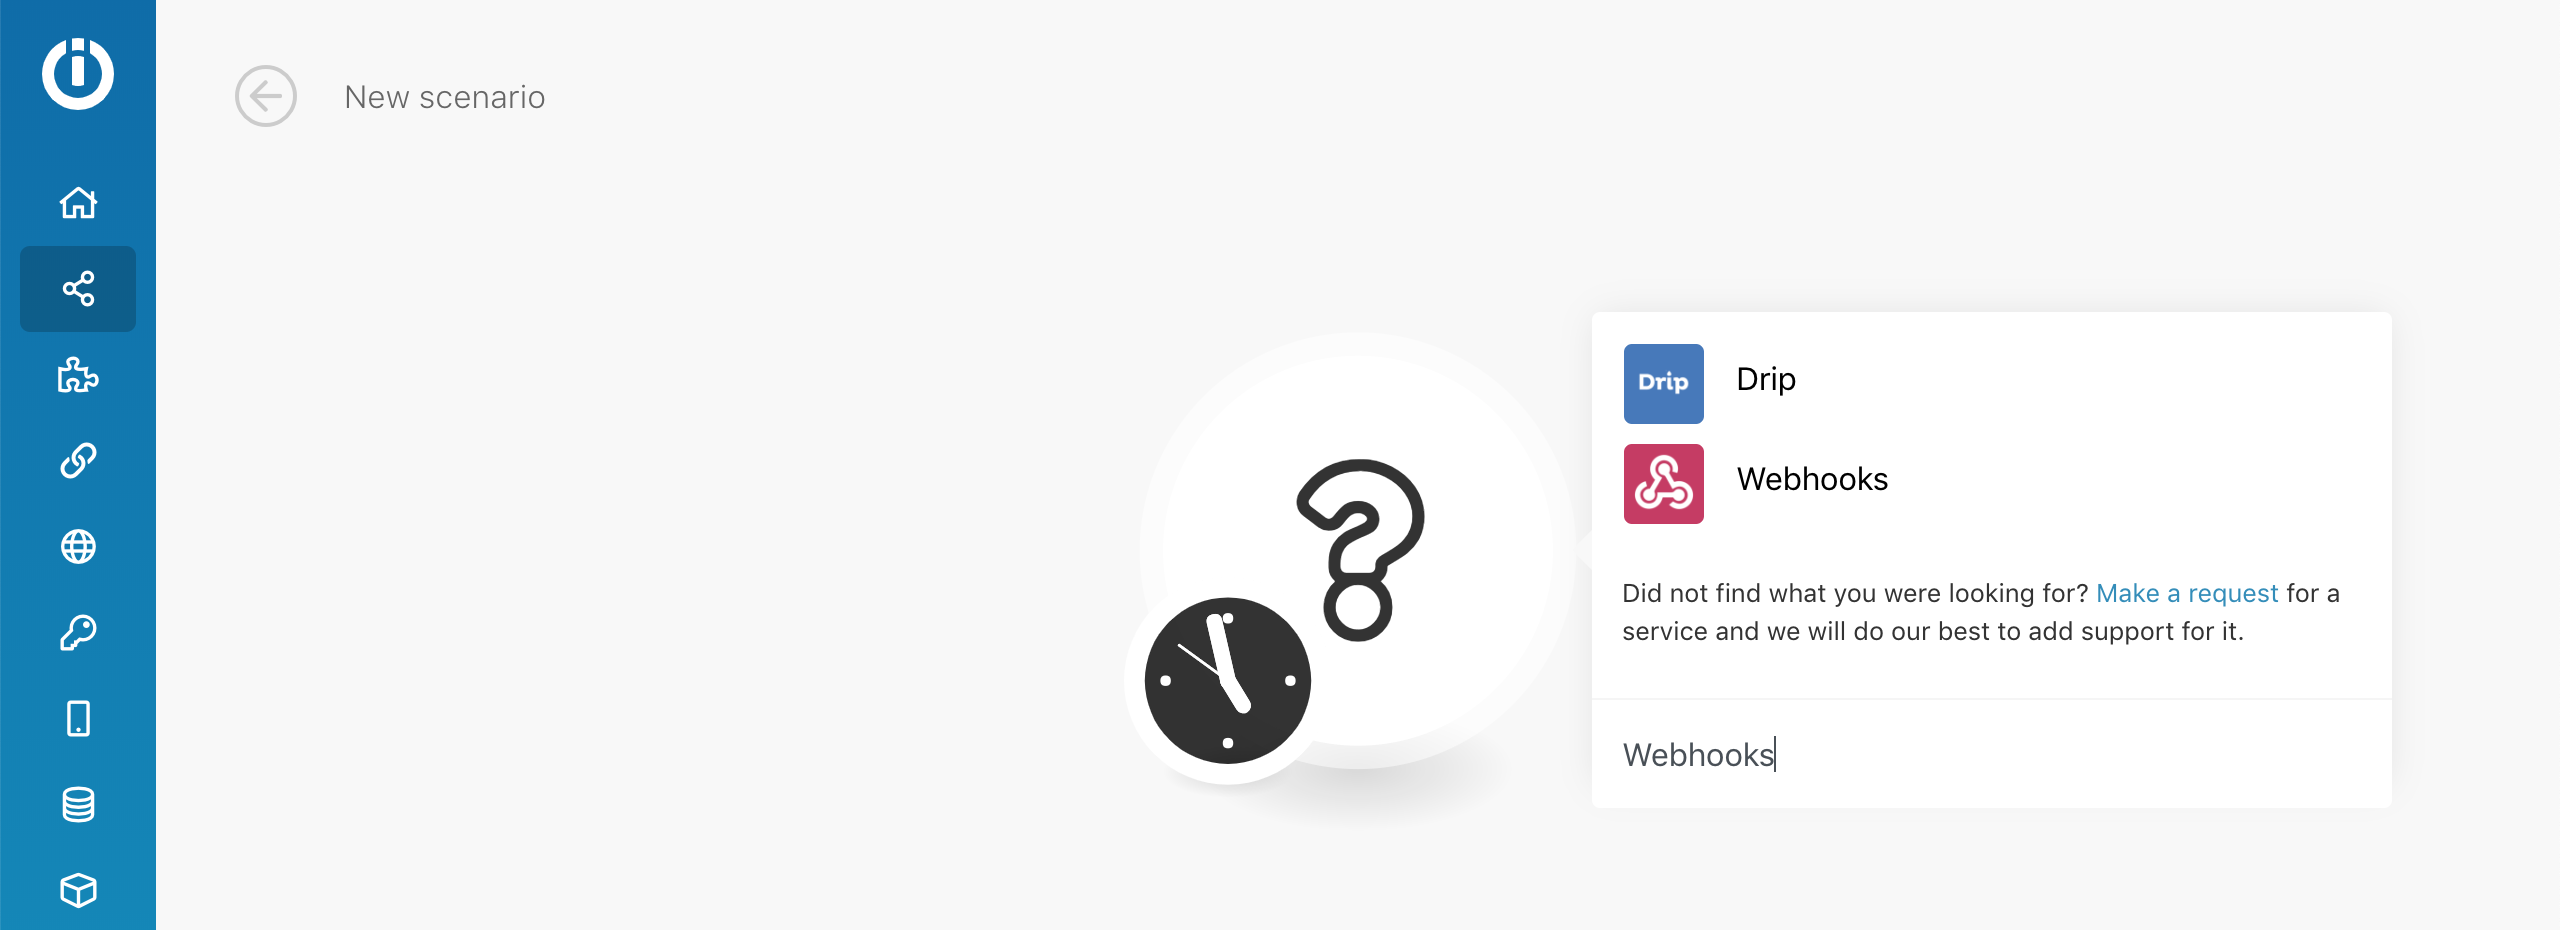 New scenario
Drip
Drip
Webhooks
Did not find what you were looking for? Make a request for a
service and we will do our best to add support for it.
Webhooks